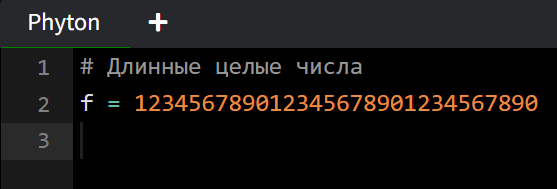 Phyton +
1 # Длинные целые числа
2 f = 123456789012345678901234567890
3